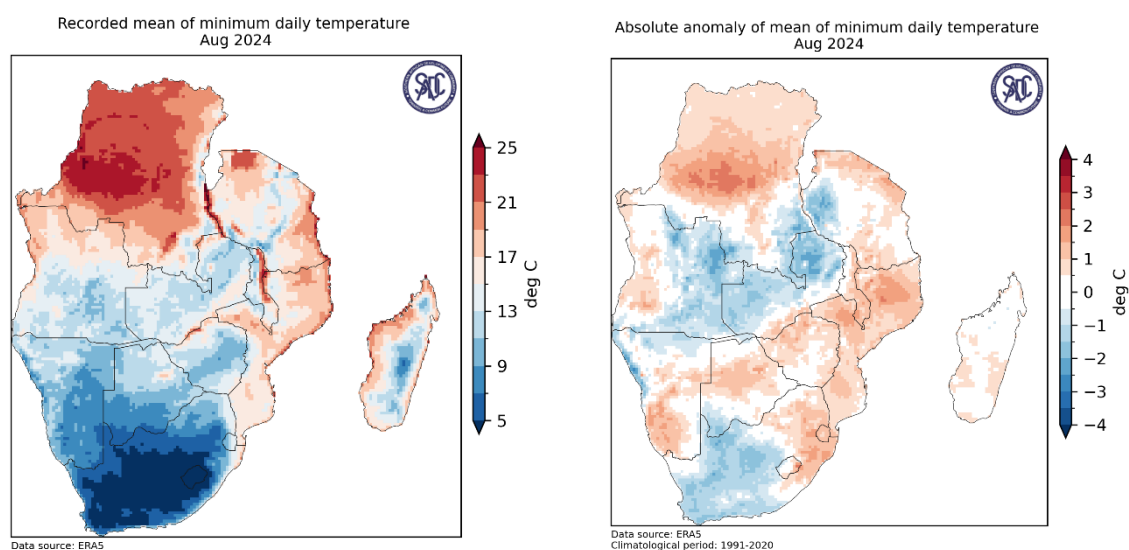 Recorded mean of minimum daily temperature
Aug 2024
SADC
25
21
17
13
9
5
deg C
Data source: ERA5
Absolute anomaly of mean of minimum daily temperature
Aug 2024
SADC
4
3
2
1
0
−1
−2
−3
−4
deg C
Data source: ERA5
Climatological period: 1991-2020